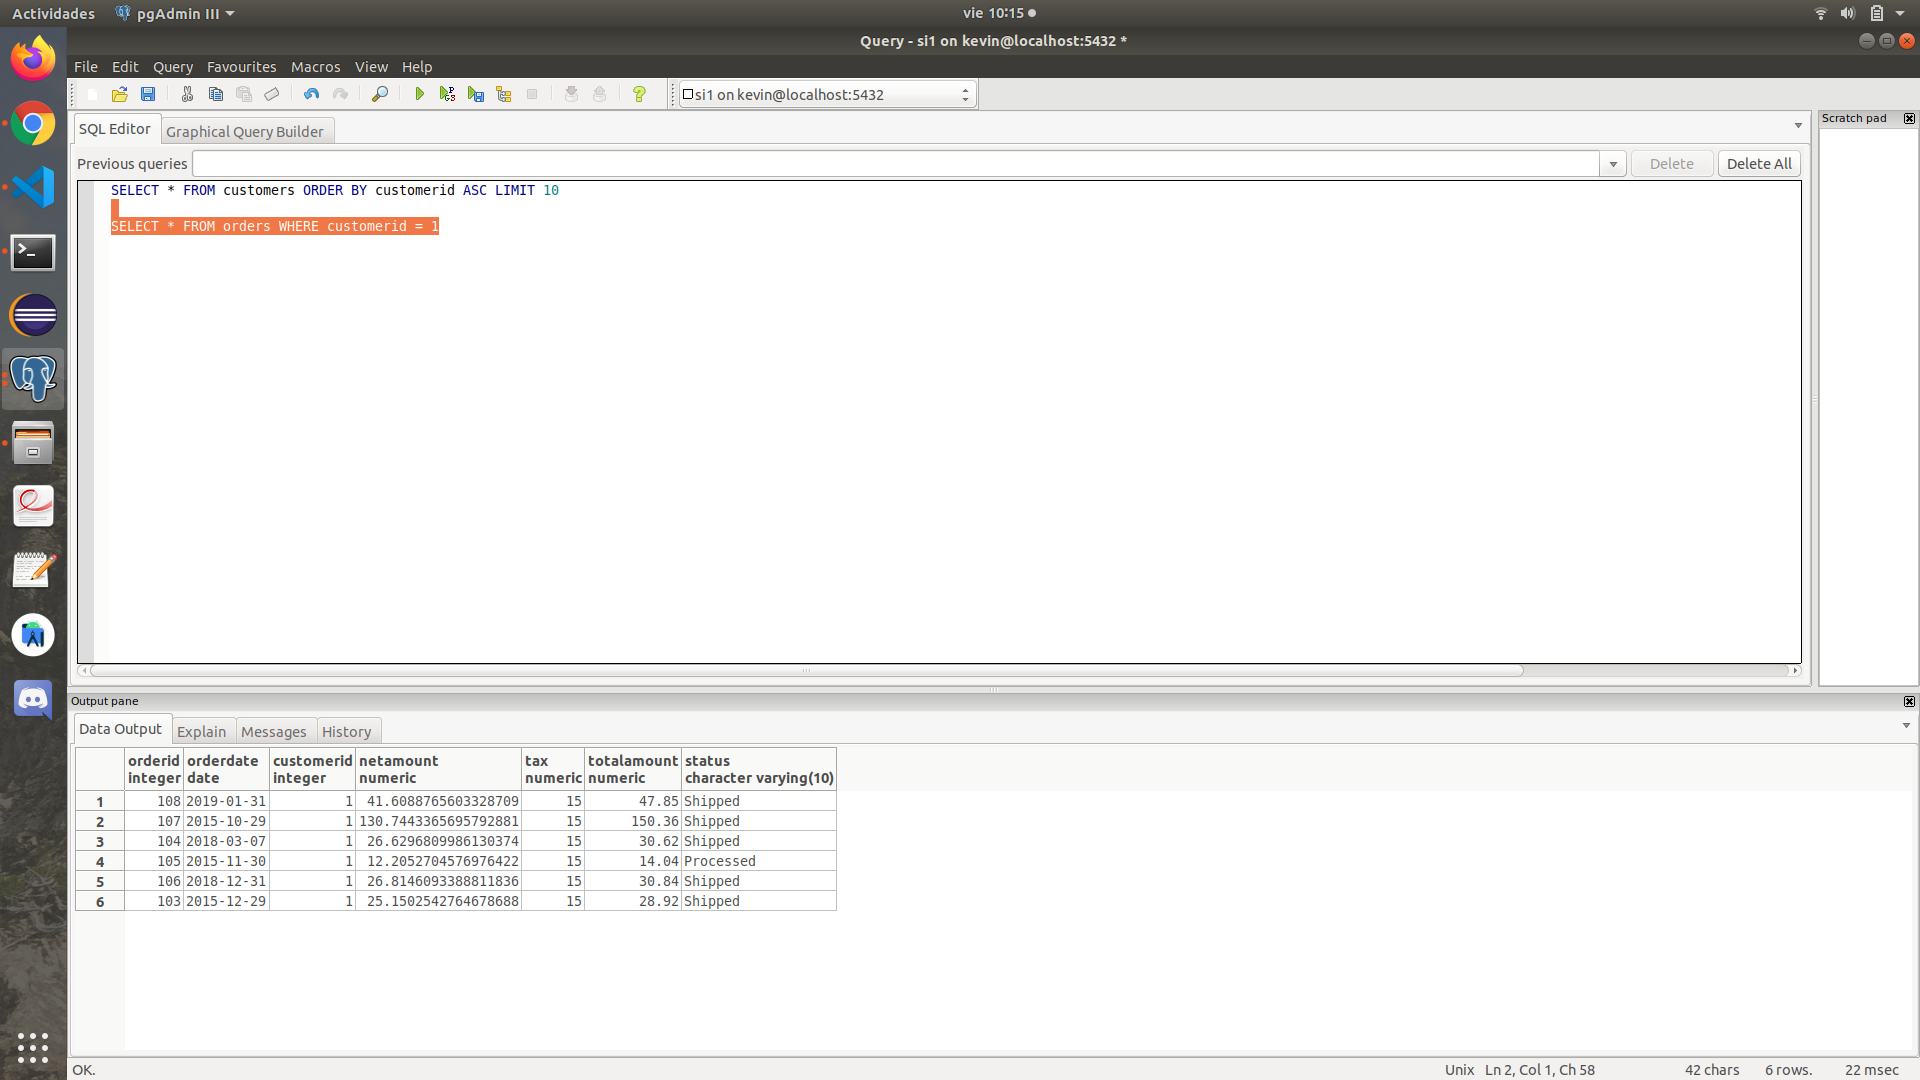 Actividades pgAdmin III vie 10:15
Query - si1 on kevin@localhost:5432 *
File Edit Query Favourites Macros View Help
si1 on kevin@localhost:5432
Scratch pad
SQL Editor Graphical Query Builder
Previous queries Delete Delete All
SELECT * FROM customers ORDER BY customerid ASC LIMIT 10
SELECT * FROM orders WHERE customerid = 1
Output pane
Data Output Explain Messages History
orderid orderdate customerid netamount tax totalamount status
integer date integer numeric numeric numeric character varying(10)
1 108 2019-01-31 1 41.6088765603328709 15 47.85 Shipped
2 107 2015-10-29 1 130.7443365695792881 15 150.36 Shipped
3 104 2018-03-07 1 26.6296809986130374 15 30.62 Shipped
4 105 2015-11-30 1 12.2052704576976422 15 14.04 Processed
5 106 2018-12-31 1 26.8146093388811836 15 30.84 Shipped
6 103 2015-12-29 1 25.1502542764678688 15 28.92 Shipped
OK. Unix Ln 2, Col 1, Ch 58 42 chars 6 rows. 22 msec